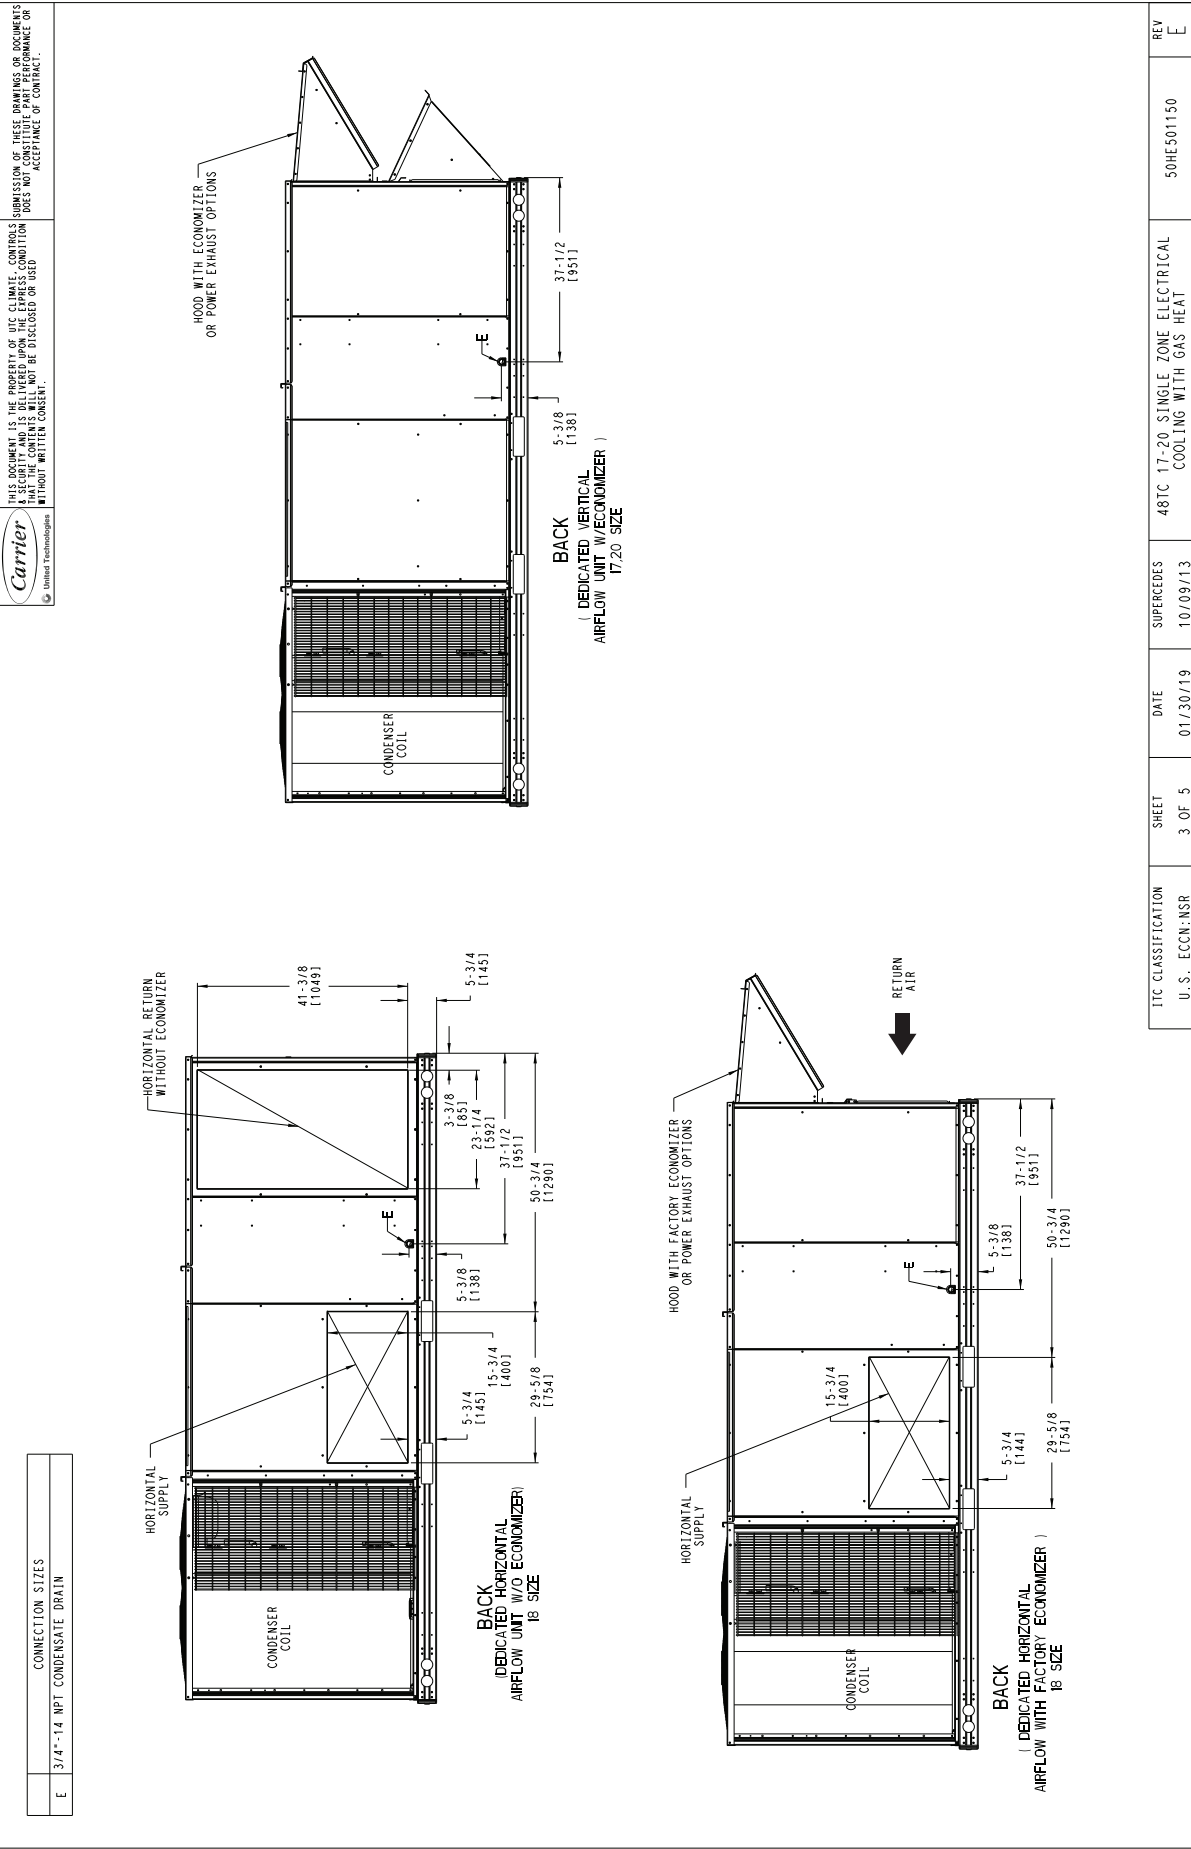 CONNECTION SIZES
E 3/4"-14 NPT CONDENSATE DRAIN
Carrier
United Technologies
THIS DOCUMENT IS THE PROPERTY OF UTC CLIMATE, CONTROLS
& SECURITY AND IS DELIVERED UPON THE EXPRESS CONDITION
THAT THE CONTENTS WILL NOT BE DISCLOSED OR USED
WITHOUT WRITTEN CONSENT.
SUBMISSION OF THESE DRAWINGS OR DOCUMENTS
DOES NOT CONSTITUTE PART PERFORMANCE OR
ACCEPTANCE OF CONTRACT.
HORIZONTAL
SUPPLY
HORIZONTAL RETURN
WITHOUT ECONOMIZER
CONDENSER
COIL
E
41-3/8
[1049]
5-3/4
[145]
3-3/8
[85]
23-1/4
[592]
37-1/2
[951]
50-3/4
[1290]
5-3/8
[138]
15-3/4
[400]
5-3/4
[145]
29-5/8
[754]
BACK
(DEDICATED HORIZONTAL
AIRFLOW UNIT W/O ECONOMIZER)
18 SIZE
HOOD WITH ECONOMIZER
OR POWER EXHAUST OPTIONS
CONDENSER
COIL
E
37-1/2
[951]
5-3/8
[138]
BACK
( DEDICATED VERTICAL
AIRFLOW UNIT W/ECONOMIZER )
17,20 SIZE
HORIZONTAL
SUPPLY
HOOD WITH FACTORY ECONOMIZER
OR POWER EXHAUST OPTIONS
RETURN
AIR
CONDENSER
COIL
E
15-3/4
[400]
37-1/2
[951]
5-3/8
[138]
50-3/4
[1290]
5-3/4
[144]
29-5/8
[754]
BACK
( DEDICATED HORIZONTAL
AIRFLOW WITH FACTORY ECONOMIZER )
18 SIZE
ITC CLASSIFICATION
U.S. ECCN:NSR
SHEET
3 OF 5
DATE
01/30/19
SUPERCEDES
10/09/13
48TC 17-20 SINGLE ZONE ELECTRICAL
COOLING WITH GAS HEAT
50HE501150
REV
E